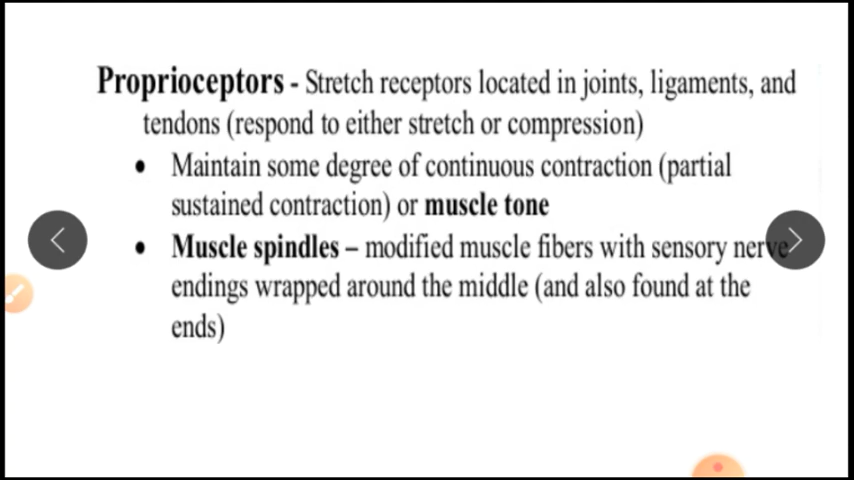 Proprioceptors - Stretch receptors located in joints, ligaments, and
tendons (respond to either stretch or compression)
• Maintain some degree of continuous contraction (partial
sustained contraction) or muscle tone
• Muscle spindles – modified muscle fibers with sensory nerve
endings wrapped around the middle (and also found at the
ends)